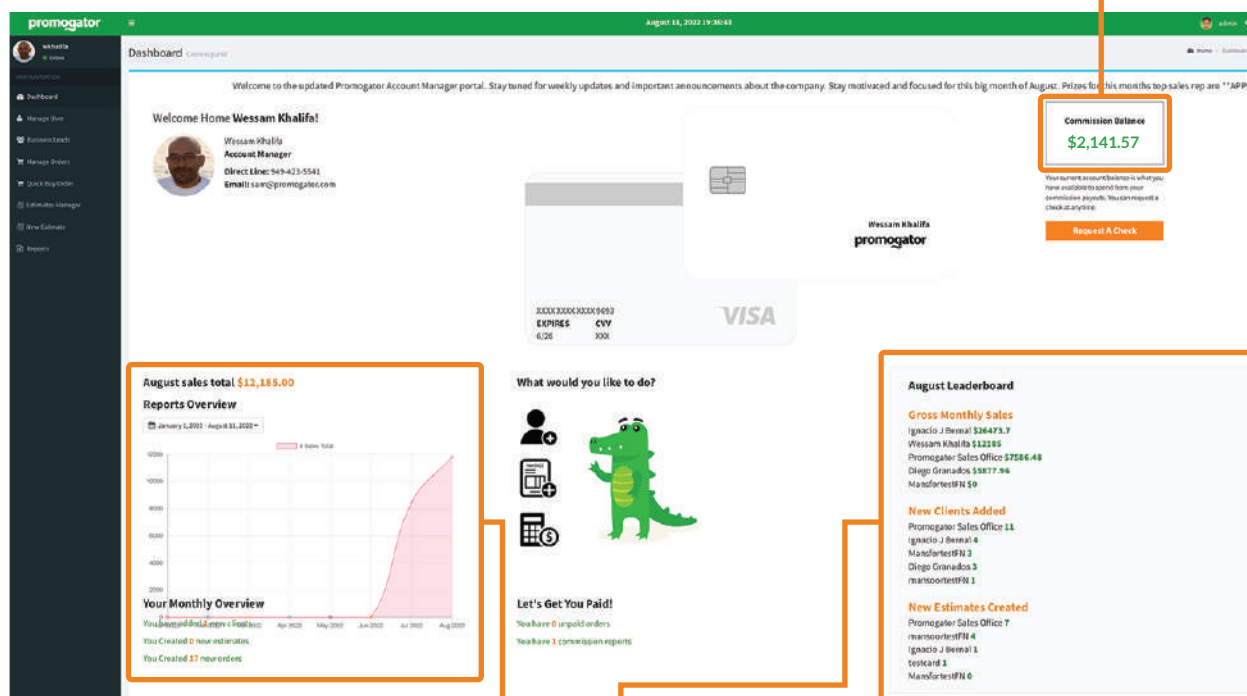 promogator
August 11, 2022 19:36:43
admin
wkhalifa
Online
MAIN NAVIGATION
Dashboard
Manage User
Business Leads
Manage Orders
Quick Buy Order
Estimates Manager
New Estimate
Reports
Dashboard
Home
Welcome to the updated Promogator Account Manager portal. Stay tuned for weekly updates and important announcements about the company. Stay motivated and focused for this big month of August. Prizes for this months top sales rep are **APP
Welcome Home Wessam Khalifa!
Wessam Khalifa
Account Manager
Direct Line: 949-423-5541
Email: sam@promogator.com
Wessam Khalifa
promogator
XXXX XXXX XXXX 9693
EXPIRES CVV
6/26 XXX
VISA
Commission Balance
$2,141.57
Your current account balance is what you
have available to spend from your
commission payouts. You can request a
check at anytime.
Request A Check
August sales total $12,185.00
Reports Overview
January 1, 2022 - August 11, 2022
# Sales Total
12000
8000
6000
4000
2000
Apr 2022 May 2022 Jun 2022 Jul 2022 Aug 2022
Your Monthly Overview
You Created 0 new estimates
You Created 17 new orders
What would you like to do?
INVOICE
Let's Get You Paid!
You have 0 unpaid orders
You have 1 commission reports
August Leaderboard
Gross Monthly Sales
Ignacio J Bernal $26473.7
Wessam Khalifa $12185
Promogator Sales Office $7586.48
Diego Granados $5877.96
MansfortestFN $0
New Clients Added
Promogator Sales Office 11
Ignacio J Bernal 4
MansfortestFN 3
Diego Granados 3
mansoortestFN 1
New Estimates Created
Promogator Sales Office 7
mansoortestFN 4
Ignacio J Bernal 1
testcard 1
MansfortestFN 0